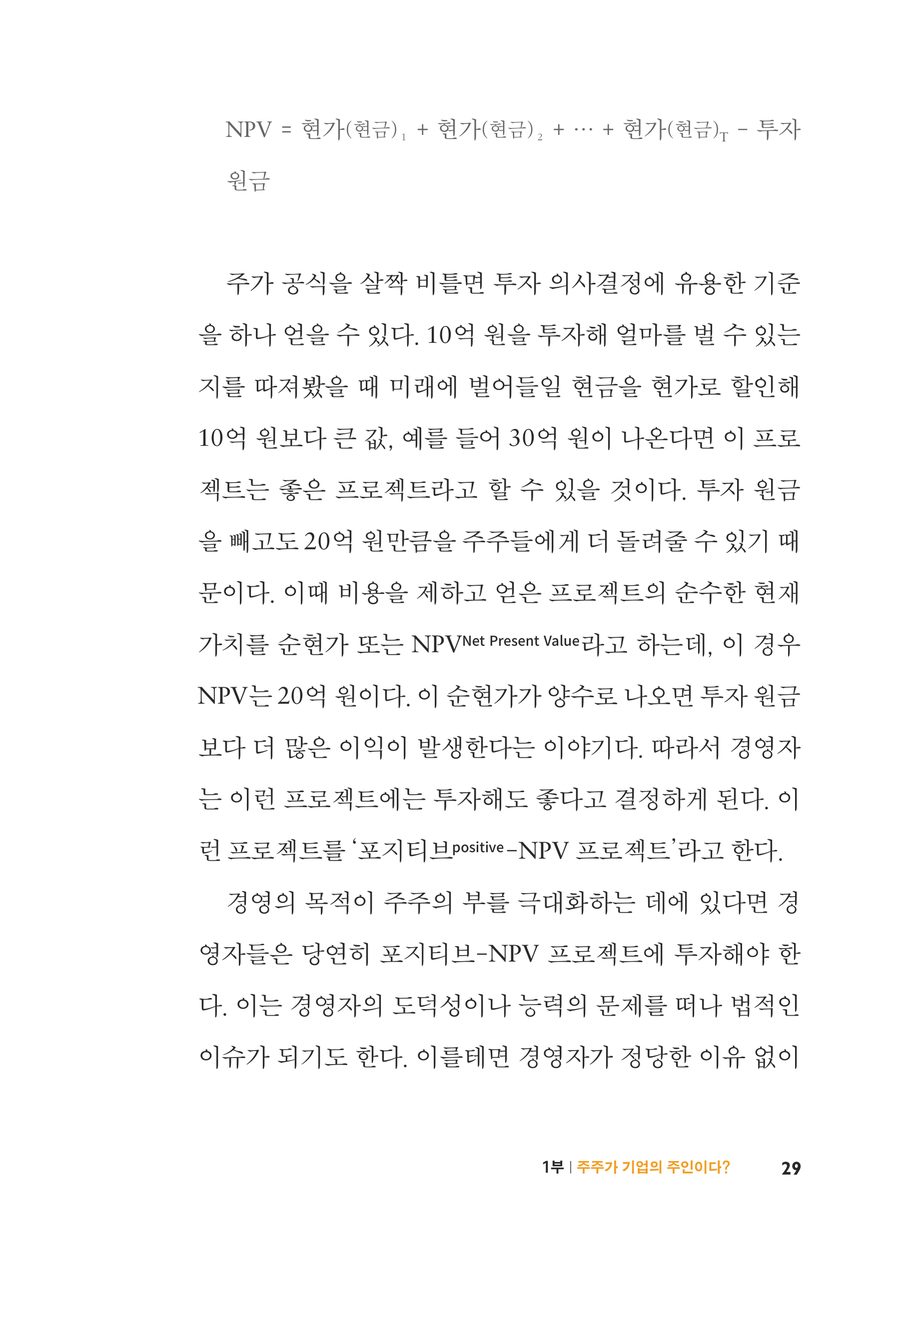 NPV = 현가(현금)₁ + 현가(현금)₂ + ⋯ + 현가(현금)T - 투자
원금
주가 공식을 살짝 비틀면 투자 의사결정에 유용한 기준
을 하나 얻을 수 있다. 10억 원을 투자해 얼마를 벌 수 있는
지를 따져봤을 때 미래에 벌어들일 현금을 현가로 할인해
10억 원보다 큰 값, 예를 들어 30억 원이 나온다면 이 프로
젝트는 좋은 프로젝트라고 할 수 있을 것이다. 투자 원금
을 빼고도 20억 원만큼을 주주들에게 더 돌려줄 수 있기 때
문이다. 이때 비용을 제하고 얻은 프로젝트의 순수한 현재
가치를 순현가 또는 NPVNet Present Value라고 하는데, 이 경우
NPV는 20억 원이다. 이 순현가가 양수로 나오면 투자 원금
보다 더 많은 이익이 발생한다는 이야기다. 따라서 경영자
는 이런 프로젝트에는 투자해도 좋다고 결정하게 된다. 이
런 프로젝트를 ‘포지티브positive-NPV 프로젝트’라고 한다.
경영의 목적이 주주의 부를 극대화하는 데에 있다면 경
영자들은 당연히 포지티브-NPV 프로젝트에 투자해야 한
다. 이는 경영자의 도덕성이나 능력의 문제를 떠나 법적인
이슈가 되기도 한다. 이를테면 경영자가 정당한 이유 없이
1부 | 주주가 기업의 주인이다? 29